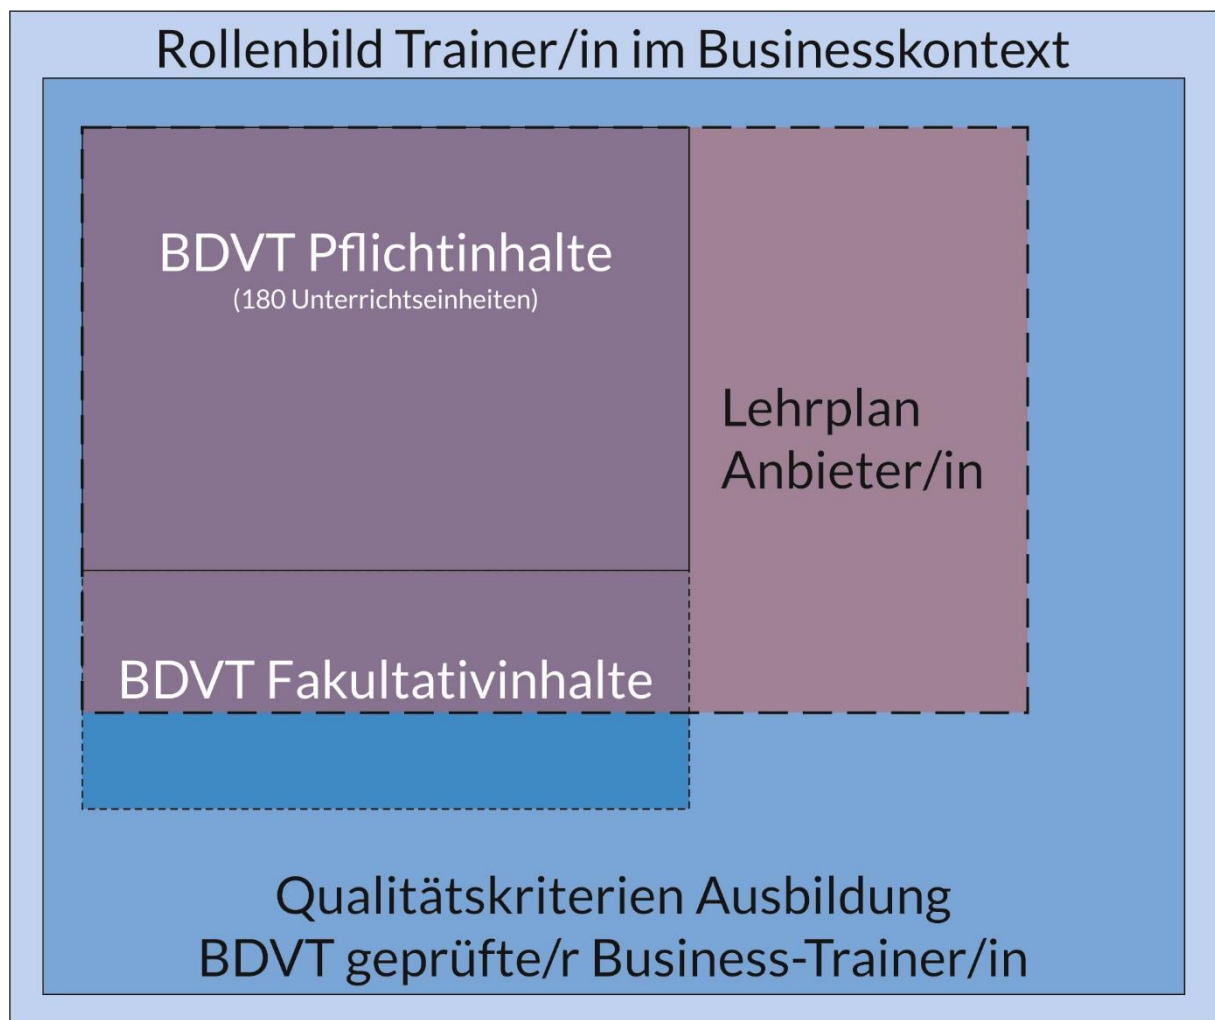 Rollenbild Trainer/in im Businesskontext
BDVT Pflichtinhalte
(180 Unterrichtseinheiten)
Lehrplan
Anbieter/in
BDVT Fakultativinhalte
Qualitätskriterien Ausbildung
BDVT geprüfte/r Business-Trainer/in